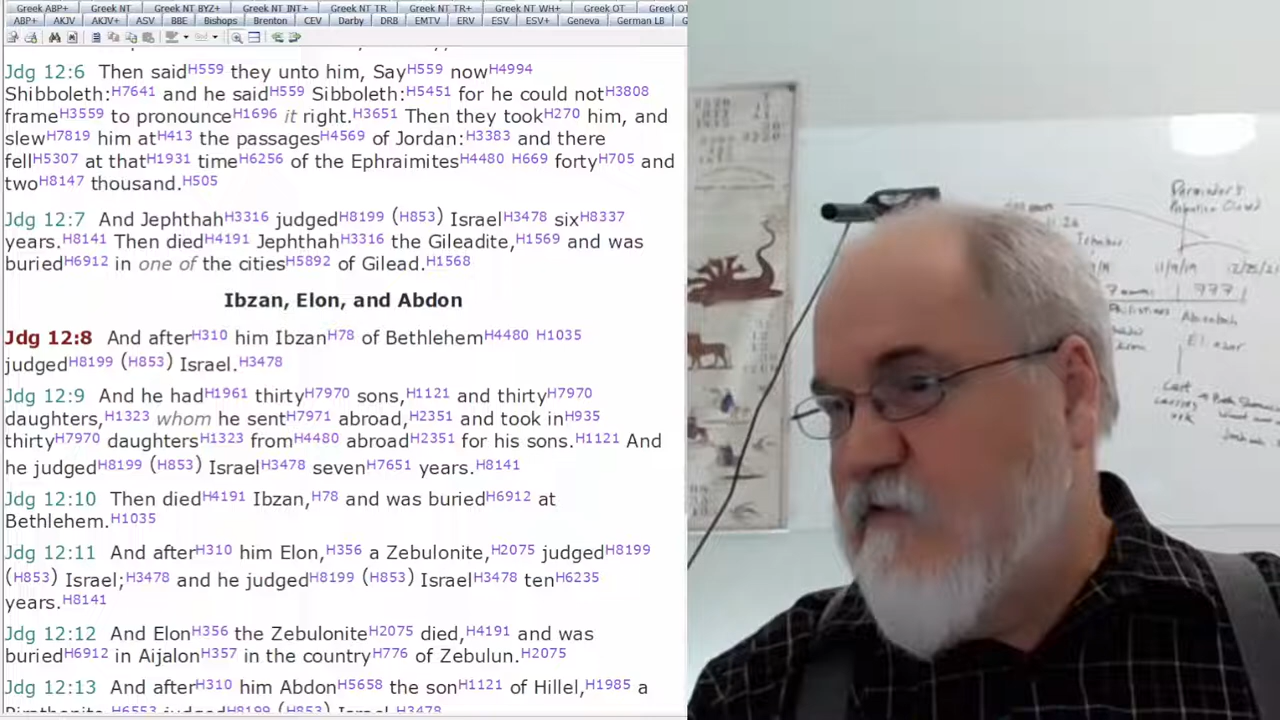 Greek ABP+ Greek NT Greek NT BYZ+ Greek NT INT+ Greek NT TR Greek NT TR+ Greek NT WH+ Greek OT
ABP+ AKJV AKJV+ ASV BBE Bishops Brenton CEV Darby DRB EMTV ERV ESV ESV+ Geneva German LB
Jdg 12:6 Then said H559 they unto him, Say H559 now H4994
Shibboleth: H7641 and he said H559 Sibboleth: H5451 for he could not H3808
frame H3559 to pronounce H1696 it right. H3651 Then they took H270 him, and
slew H7819 him at H413 the passages H4569 of Jordan: H3383 and there
fell H5307 at that H1931 time H6256 of the Ephraimites H4480 H669 forty H705 and
two H8147 thousand. H505
Jdg 12:7 And Jephthah H3316 judged H8199 (H853) Israel H3478 six H8337
years. H8141 Then died H4191 Jephthah H3316 the Gileadite, H1569 and was
buried H6912 in one of the cities H5892 of Gilead. H1568
Ibzan, Elon, and Abdon
Jdg 12:8 And after H310 him Ibzan H78 of Bethlehem H4480 H1035
judged H8199 (H853) Israel. H3478
Jdg 12:9 And he had H1961 thirty H7970 sons, H1121 and thirty H7970
daughters, H1323 whom he sent H7971 abroad, H2351 and took in H935
thirty H7970 daughters H1323 from H4480 abroad H2351 for his sons. H1121 And
he judged H8199 (H853) Israel H3478 seven H7651 years. H8141
Jdg 12:10 Then died H4191 Ibzan, H78 and was buried H6912 at
Bethlehem. H1035
Jdg 12:11 And after H310 him Elon, H356 a Zebulonite, H2075 judged H8199
(H853) Israel; H3478 and he judged H8199 (H853) Israel H3478 ten H6235
years. H8141
Jdg 12:12 And Elon H356 the Zebulonite H2075 died, H4191 and was
buried H6912 in Aijalon H357 in the country H776 of Zebulun. H2075
Jdg 12:13 And after H310 him Abdon H5658 the son H1121 of Hillel, H1985 a
Pirathonite, H6553 judged H8199 (H853) Israel. H3478
11/9/19
777
Philistines